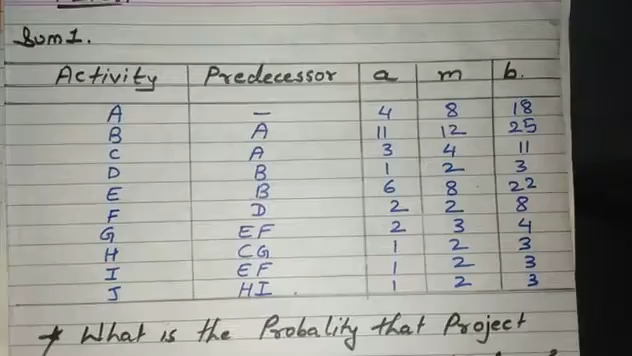 Sum 1.
Activity Predecessor a m b.
A — 4 8 18
B A 11 12 25
C A 3 4 11
D B 1 2 3
E B 6 8 22
F D 2 2 8
G EF 2 3 4
H CG 1 2 3
I EF 1 2 3
J HI 1 2 3
* What is the Probality that Project